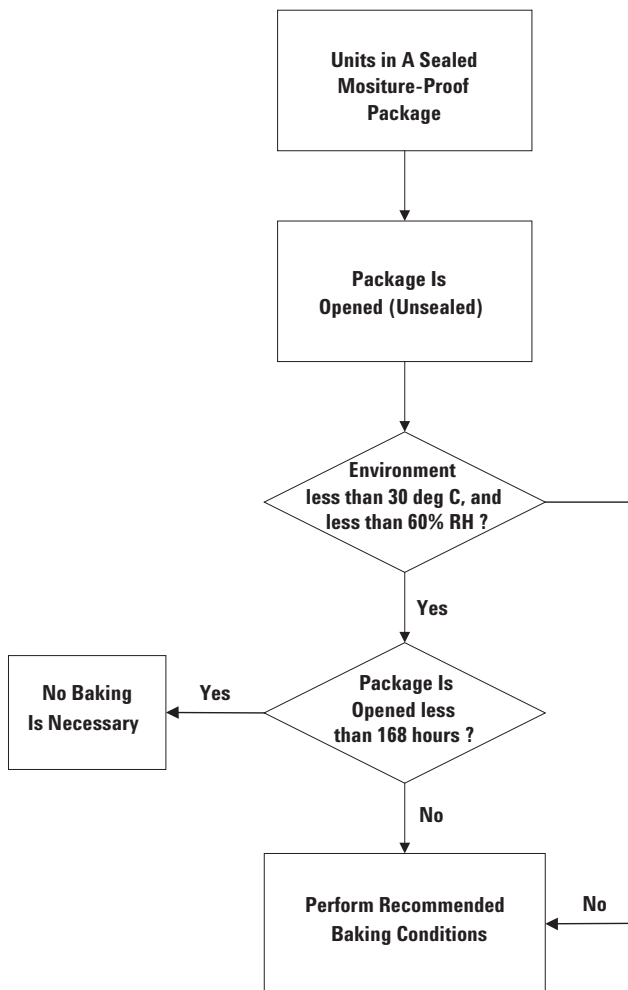 Units in A Sealed
Mositure-Proof
Package
Package Is
Opened (Unsealed)
Environment
less than 30 deg C, and
less than 60% RH ?
Yes
No Baking
Is Necessary
Yes
Package Is
Opened less
than 168 hours ?
No
Perform Recommended
Baking Conditions
No